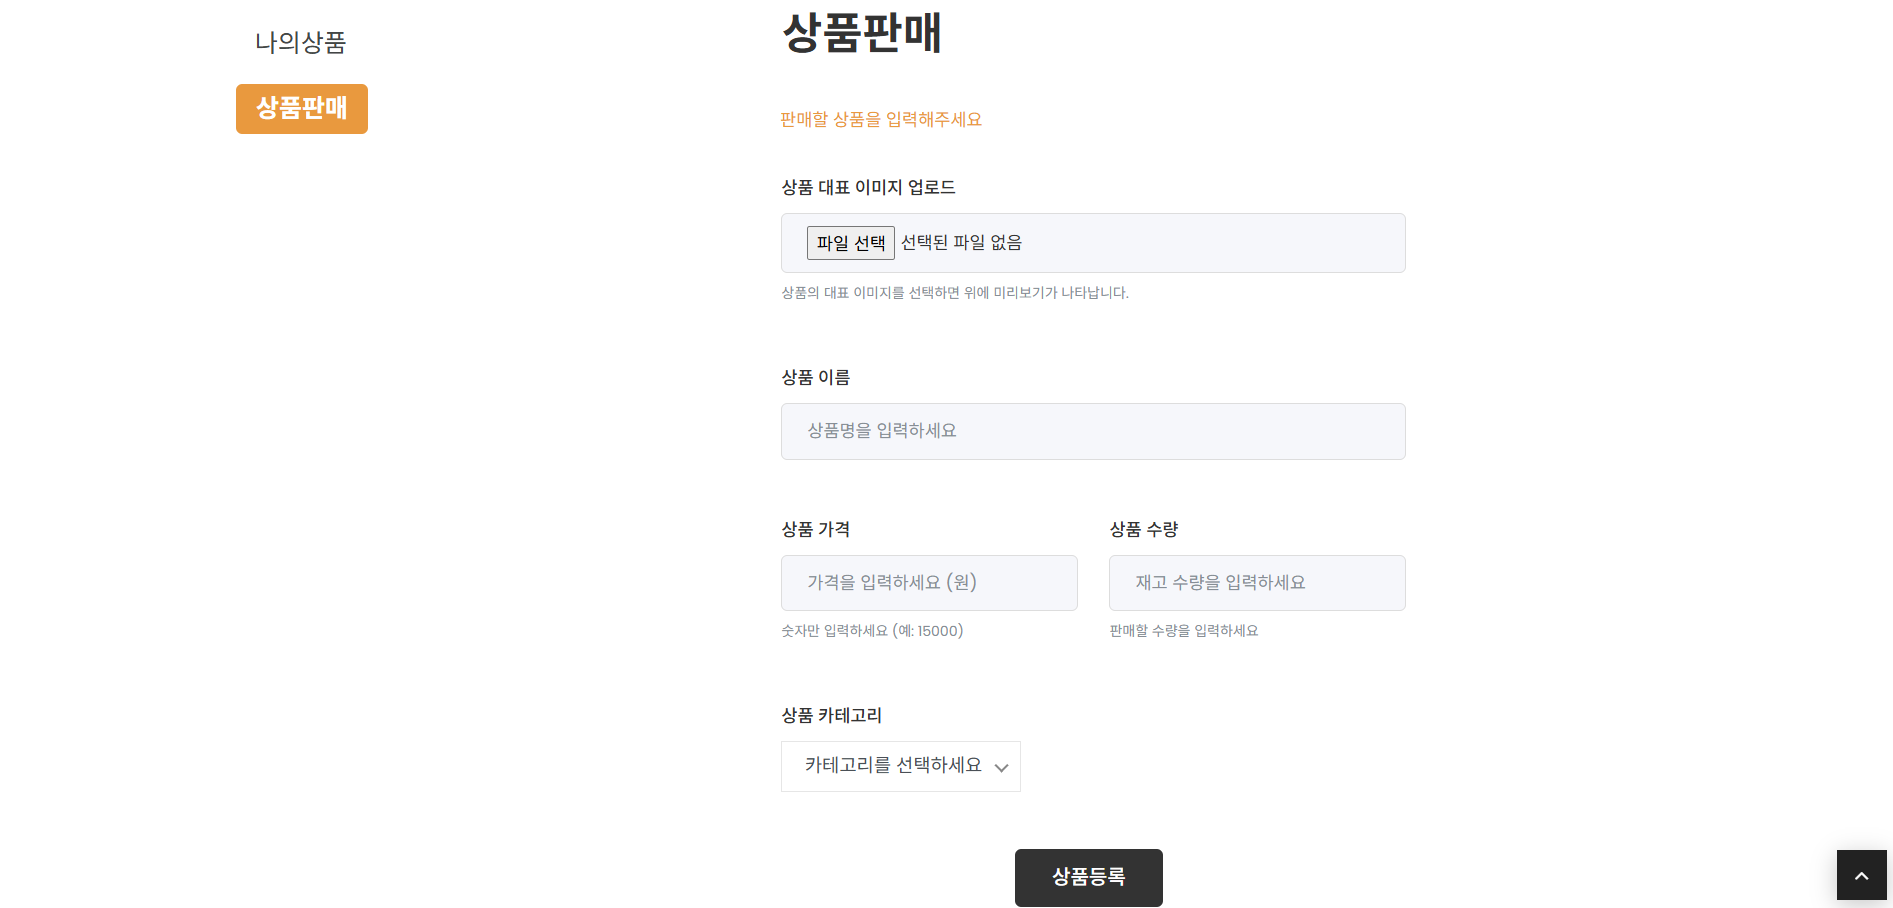 나의상품
상품판매
상품판매
판매할 상품을 입력해주세요
상품 대표 이미지 업로드
파일 선택 선택된 파일 없음
상품의 대표 이미지를 선택하면 위에 미리보기가 나타납니다.
상품 이름
상품명을 입력하세요
상품 가격
가격을 입력하세요 (원)
숫자만 입력하세요 (예: 15000)
상품 수량
재고 수량을 입력하세요
판매할 수량을 입력하세요
상품 카테고리
카테고리를 선택하세요
상품등록